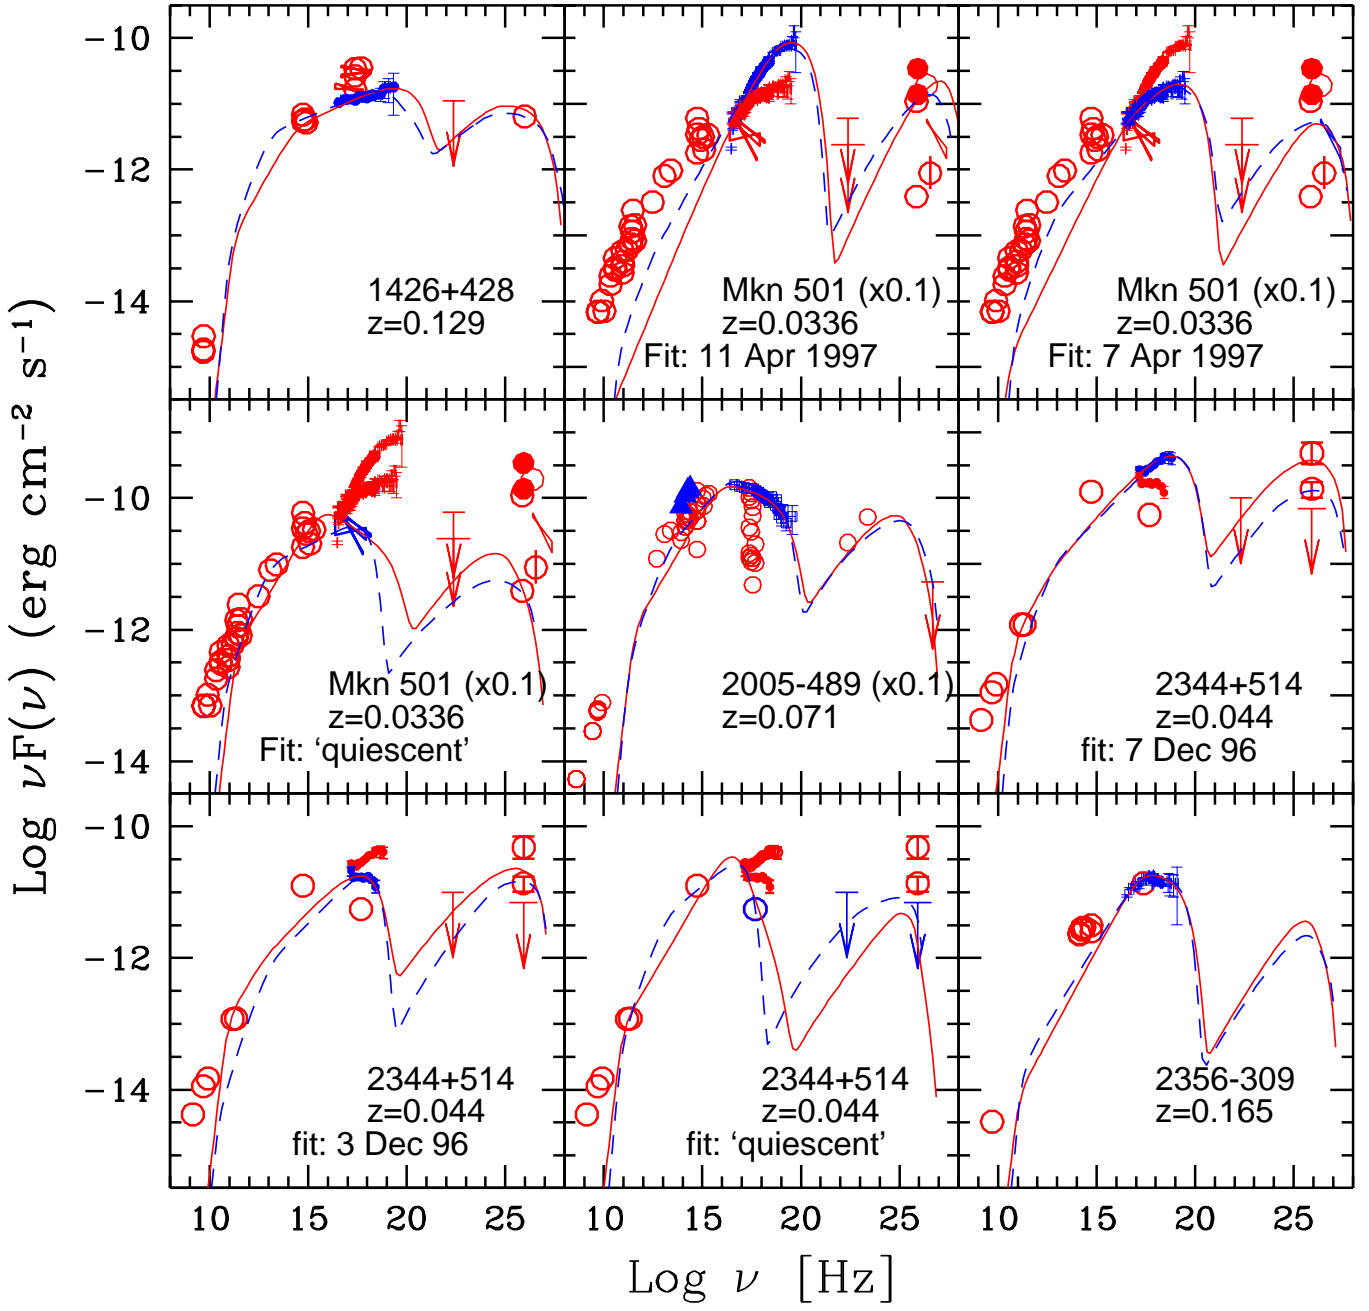 -10
-12
-14
1426+428
z=0.129
Mkn 501 (x0.1)
z=0.0336
Fit: 11 Apr 1997
Mkn 501 (x0.1)
z=0.0336
Fit: 7 Apr 1997
-10
-12
-14
Mkn 501 (x0.1)
z=0.0336
Fit: ‘quiescent’
2005-489 (x0.1)
z=0.071
2344+514
z=0.044
fit: 7 Dec 96
-10
-12
-14
2344+514
z=0.044
fit: 3 Dec 96
2344+514
z=0.044
fit: ‘quiescent’
2356-309
z=0.165
10 15 20 25
10 15 20 25
10 15 20 25
Log ν [Hz]
Log νF(ν) (erg cm⁻² s⁻¹)